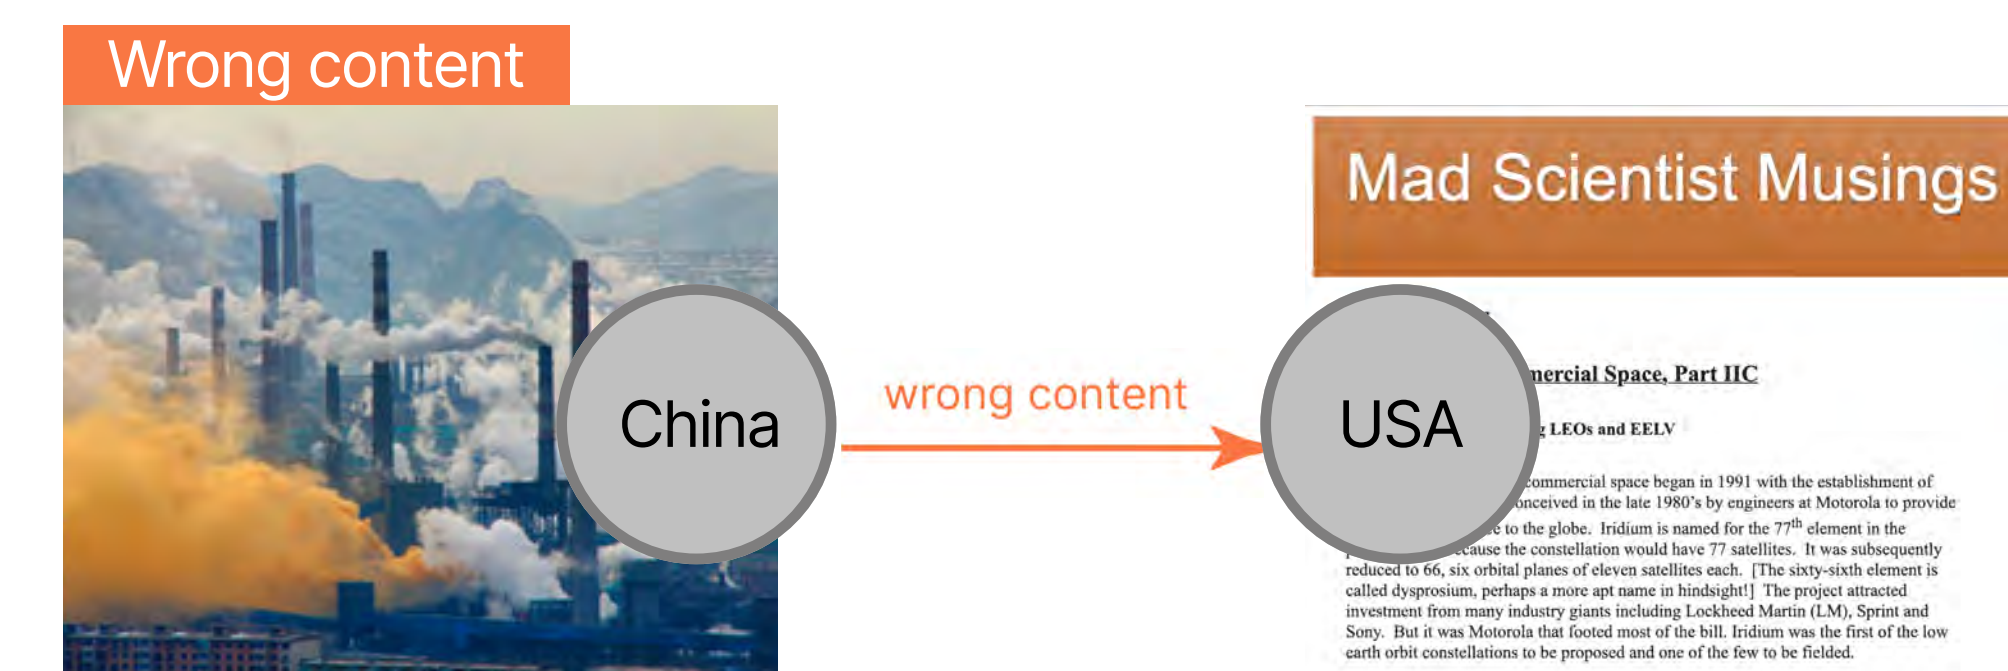 Wrong content
Mad Scientist Musings
mercial Space, Part IIC
wrong content
China
USA
LEOs and EELV
commercial space began in 1991 with the establishment of
onceived in the late 1980's by engineers at Motorola to provide
e to the globe. Iridium is named for the 77th element in the
ecause the constellation would have 77 satellites. It was subsequently
reduced to 66, six orbital planes of eleven satellites each. [The sixty-sixth element is
called dysprosium, perhaps a more apt name in hindsight!] The project attracted
investment from many industry giants including Lockheed Martin (LM), Sprint and
Sony. But it was Motorola that footed most of the bill. Iridium was the first of the low
earth orbit constellations to be proposed and one of the few to be fielded.